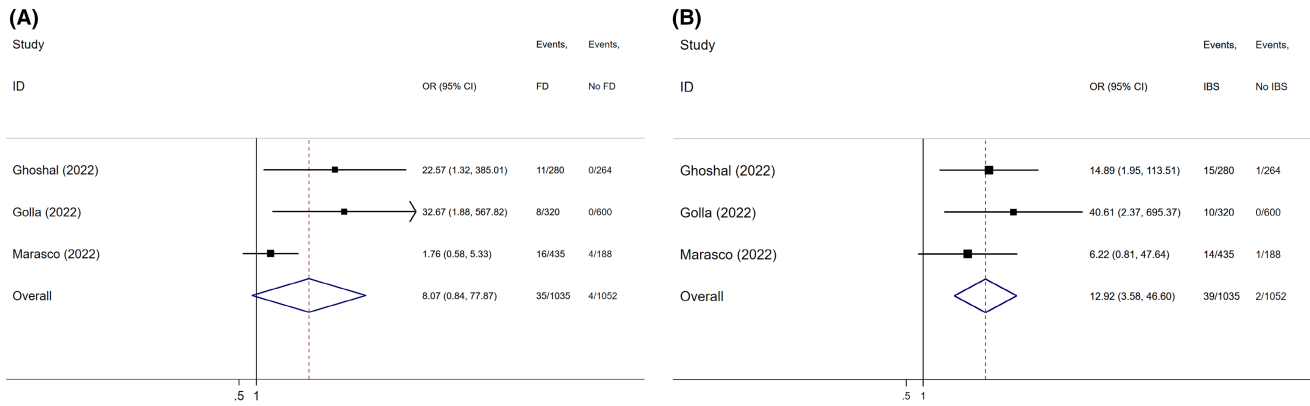 (A)
Study Events, Events,
ID OR (95% CI) FD No FD
Ghoshal (2022) 22.57 (1.32, 385.01) 11/280 0/264
Golla (2022) 32.67 (1.88, 567.82) 8/320 0/600
Marasco (2022) 1.76 (0.58, 5.33) 16/435 4/188
Overall 8.07 (0.84, 77.87) 35/1035 4/1052
.5 1
(B)
Study Events, Events,
ID OR (95% CI) IBS No IBS
Ghoshal (2022) 14.89 (1.95, 113.51) 15/280 1/264
Golla (2022) 40.61 (2.37, 695.37) 10/320 0/600
Marasco (2022) 6.22 (0.81, 47.64) 14/435 1/188
Overall 12.92 (3.58, 46.60) 39/1035 2/1052
.5 1